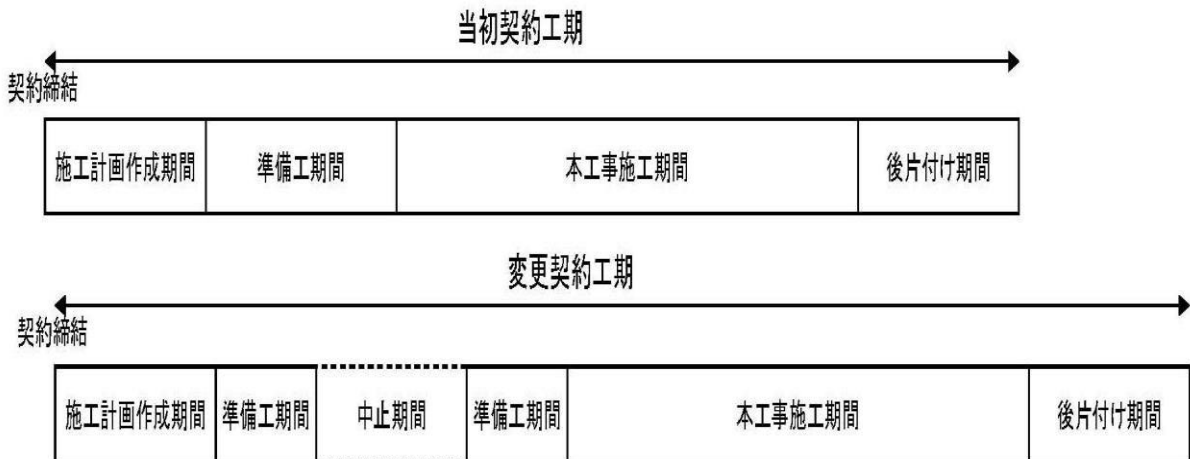 当初契約工期
契約締結
施工計画作成期間 準備工期間 本工事施工期間 後片付け期間
変更契約工期
契約締結
施工計画作成期間 準備工期間 中止期間 準備工期間 本工事施工期間 後片付け期間